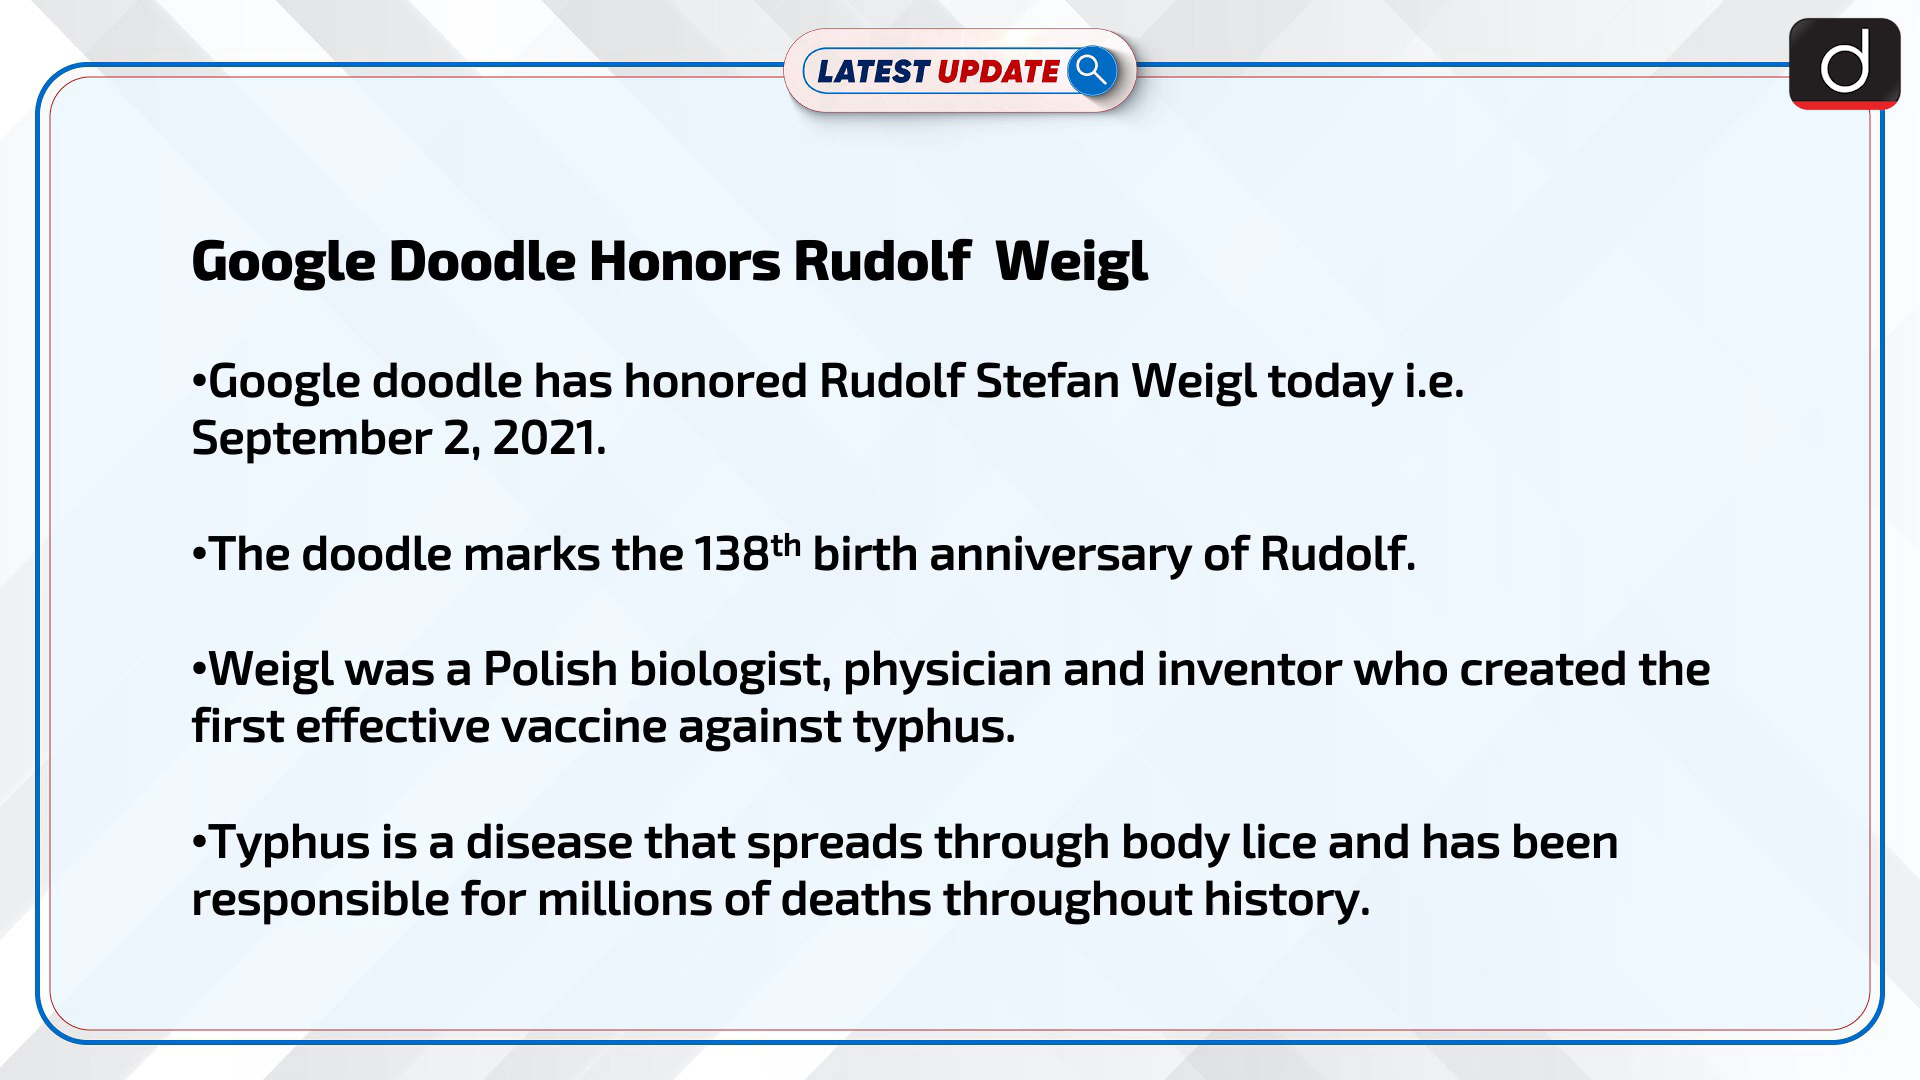 LATEST UPDATE
d
Google Doodle Honors Rudolf  Weigl
•Google doodle has honored Rudolf Stefan Weigl today i.e.
September 2, 2021.
•The doodle marks the 138th birth anniversary of Rudolf.
•Weigl was a Polish biologist, physician and inventor who created the
first effective vaccine against typhus.
•Typhus is a disease that spreads through body lice and has been
responsible for millions of deaths throughout history.